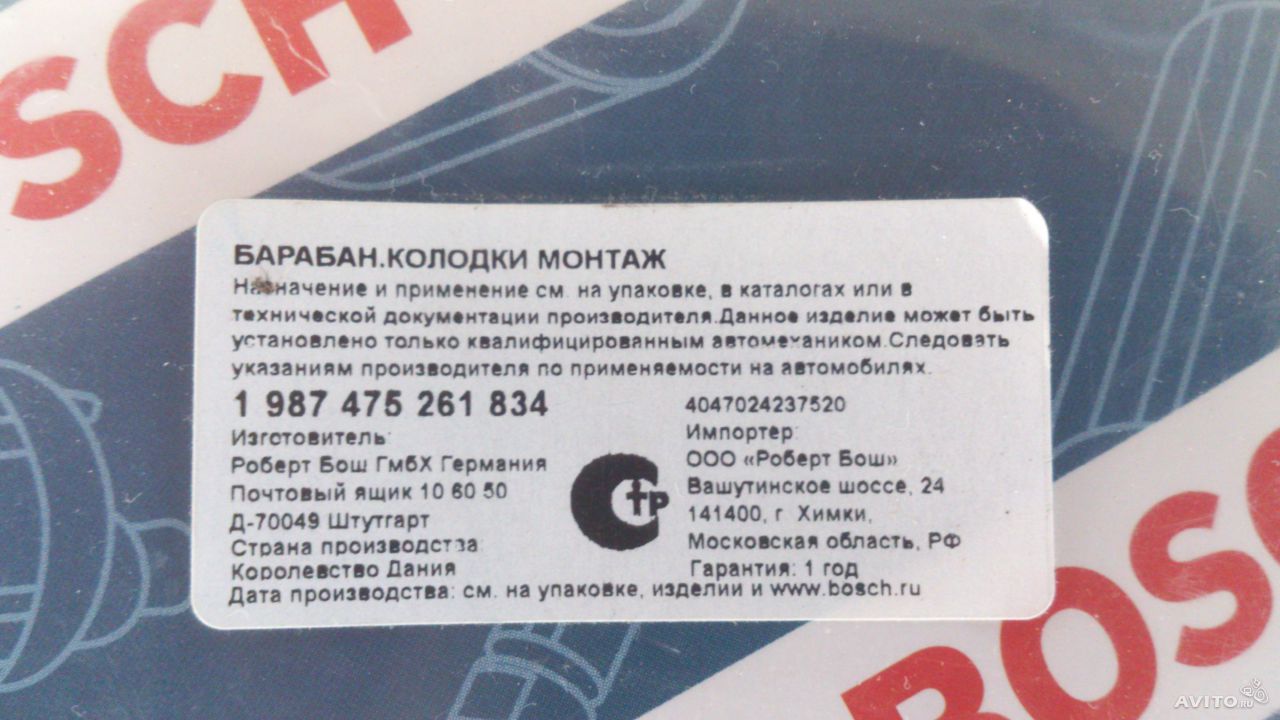 BOSCH
БАРАБАН.КОЛОДКИ МОНТАЖ
Назначение и применение см. на упаковке, в каталогах или в
технической документации производителя.Данное изделие может быть
установлено только квалифицированным автомехаником.Следовать
указаниям производителя по применяемости на автомобилях.
1 987 475 261 834
Изготовитель:
Роберт Бош ГмбХ Германия
Почтовый ящик 10 60 50
Д-70049 Штутгарт
Страна производства:
Королевство Дания
4047024237520
Импортер:
ООО «Роберт Бош»
Вашутинское шоссе, 24
141400, г. Химки,
Московская область, РФ
Гарантия: 1 год
Дата производства: см. на упаковке, изделии и www.bosch.ru
Стр
BOSC
AVITO.ru